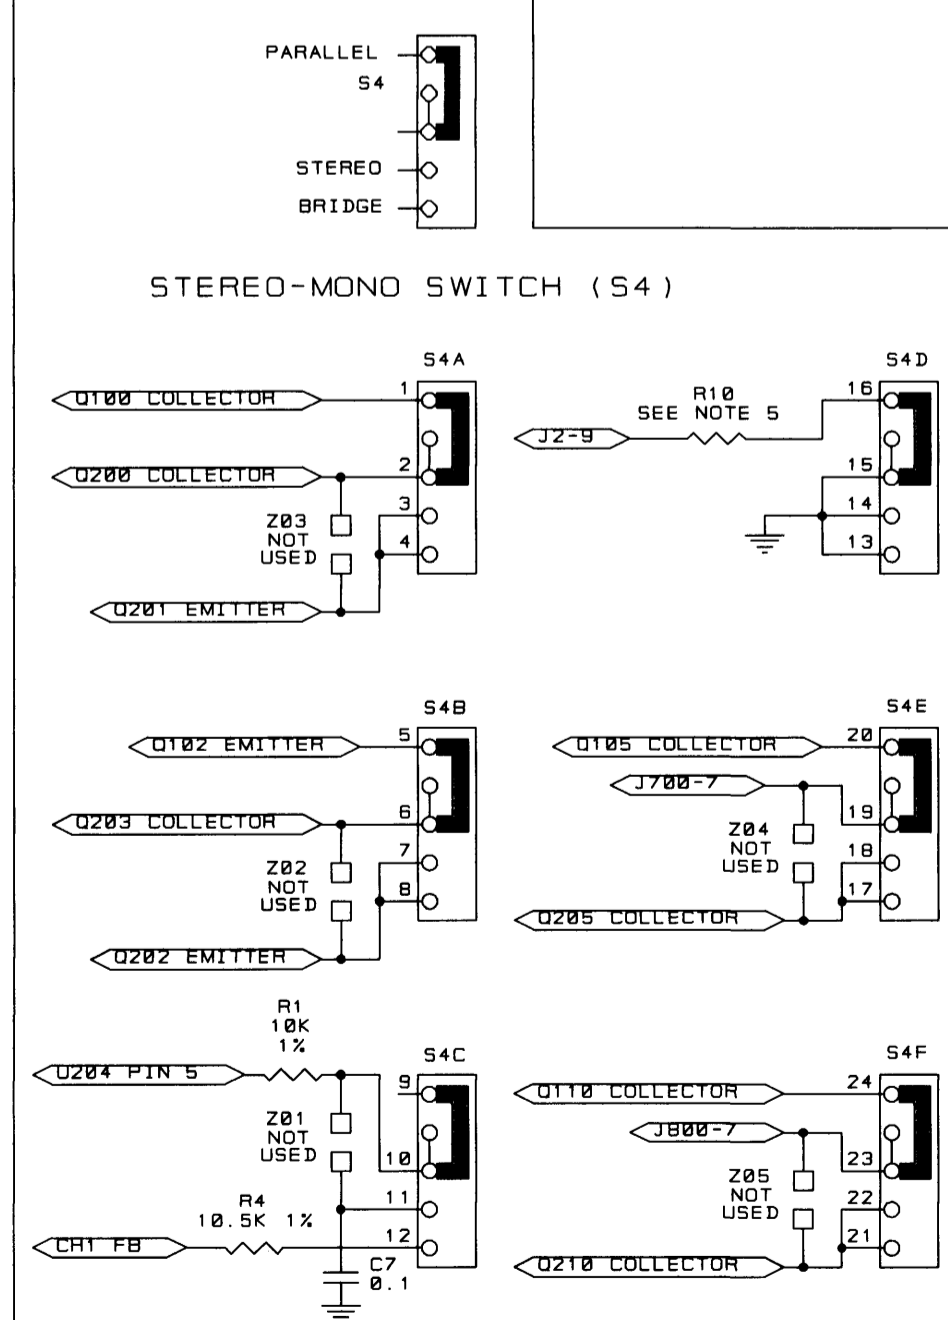 PARALLEL
S4
STEREO
BRIDGE
STEREO-MONO SWITCH (S4)
S4A
Q100 COLLECTOR
1
Q200 COLLECTOR
2
3
Z03
NOT
USED
4
Q201 EMITTER
S4D
R10
SEE NOTE 5
16
J2-9
15
14
13
S4B
Q102 EMITTER
5
Q203 COLLECTOR
6
7
Z02
NOT
USED
8
Q202 EMITTER
S4E
Q105 COLLECTOR
20
J700-7
19
Z04
NOT
USED
18
17
Q205 COLLECTOR
R1
10K
1%
S4C
U204 PIN 5
9
Z01
NOT
USED
10
11
R4
10.5K 1%
12
CH1 FB
C7
0.1
S4F
Q110 COLLECTOR
24
J800-7
23
Z05
NOT
USED
22
21
Q210 COLLECTOR